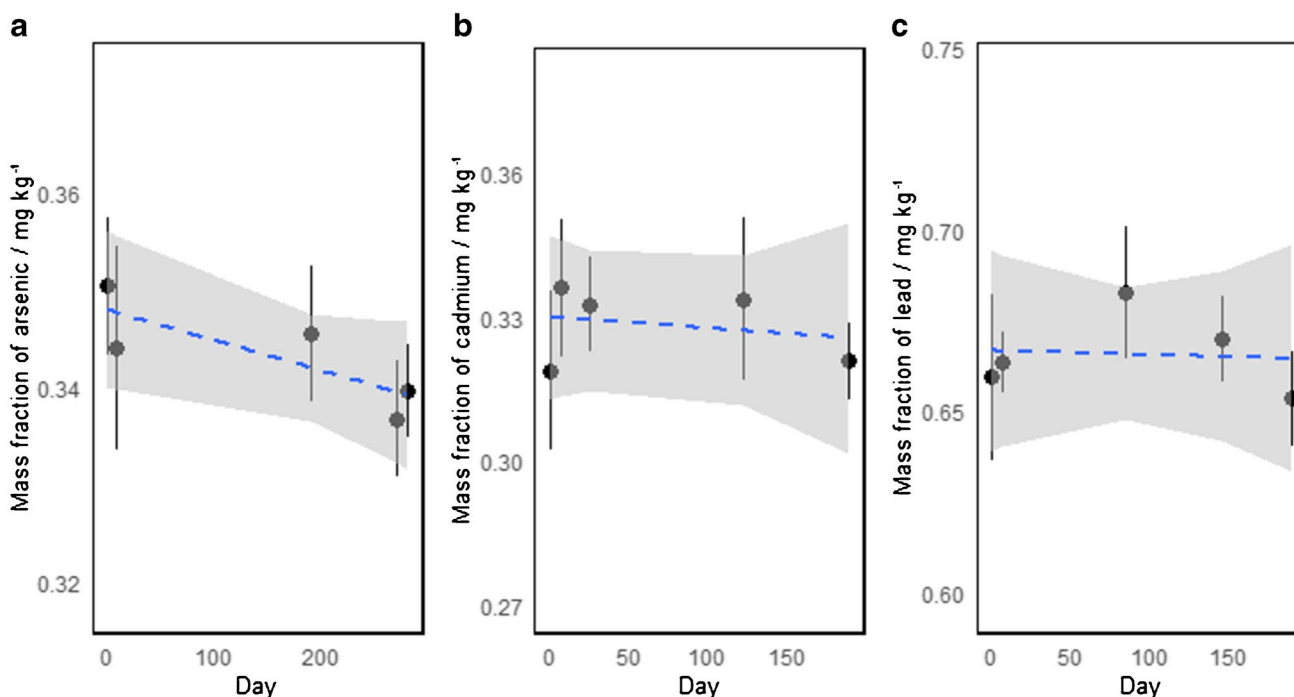 a
Mass fraction of arsenic / mg kg⁻¹
0.36
0.34
0.32
0 100 200
Day
b
Mass fraction of cadmium / mg kg⁻¹
0.36
0.33
0.30
0.27
0 50 100 150
Day
c
Mass fraction of lead / mg kg⁻¹
0.75
0.70
0.65
0.60
0 50 100 150
Day